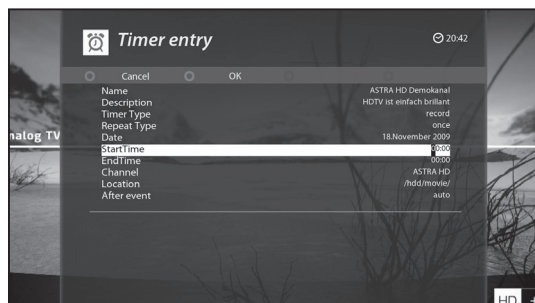 Timer entry
20:42
Cancel OK
Name ASTRA HD Demokanal
Description HDTV ist einfach brillant
Timer Type record
Repeat Type once
Date 18.November 2009
StartTime 00:00
EndTime 00:00
Channel ASTRA HD
Location /hdd/movie/
After event auto
nalog TV
HD +